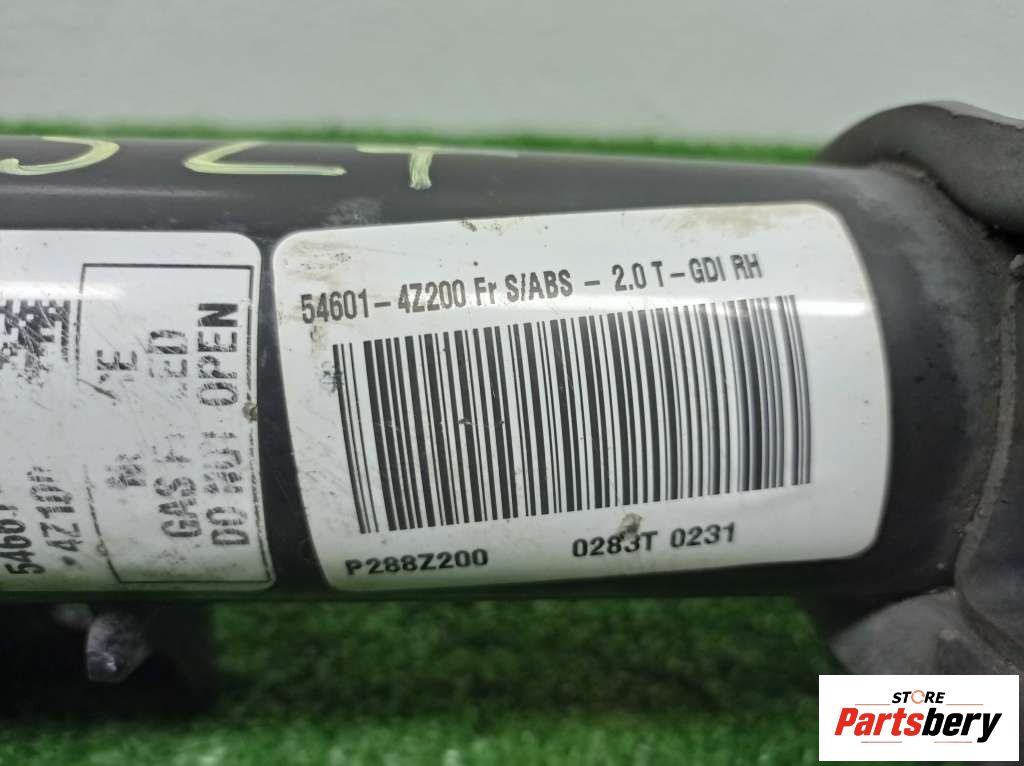 54601-4Z200 Fr S/ABS - 2.0 T-GDI RH
P288Z200 0283T 0231
GAS
DO NOT OPEN
STORE
Partsbery